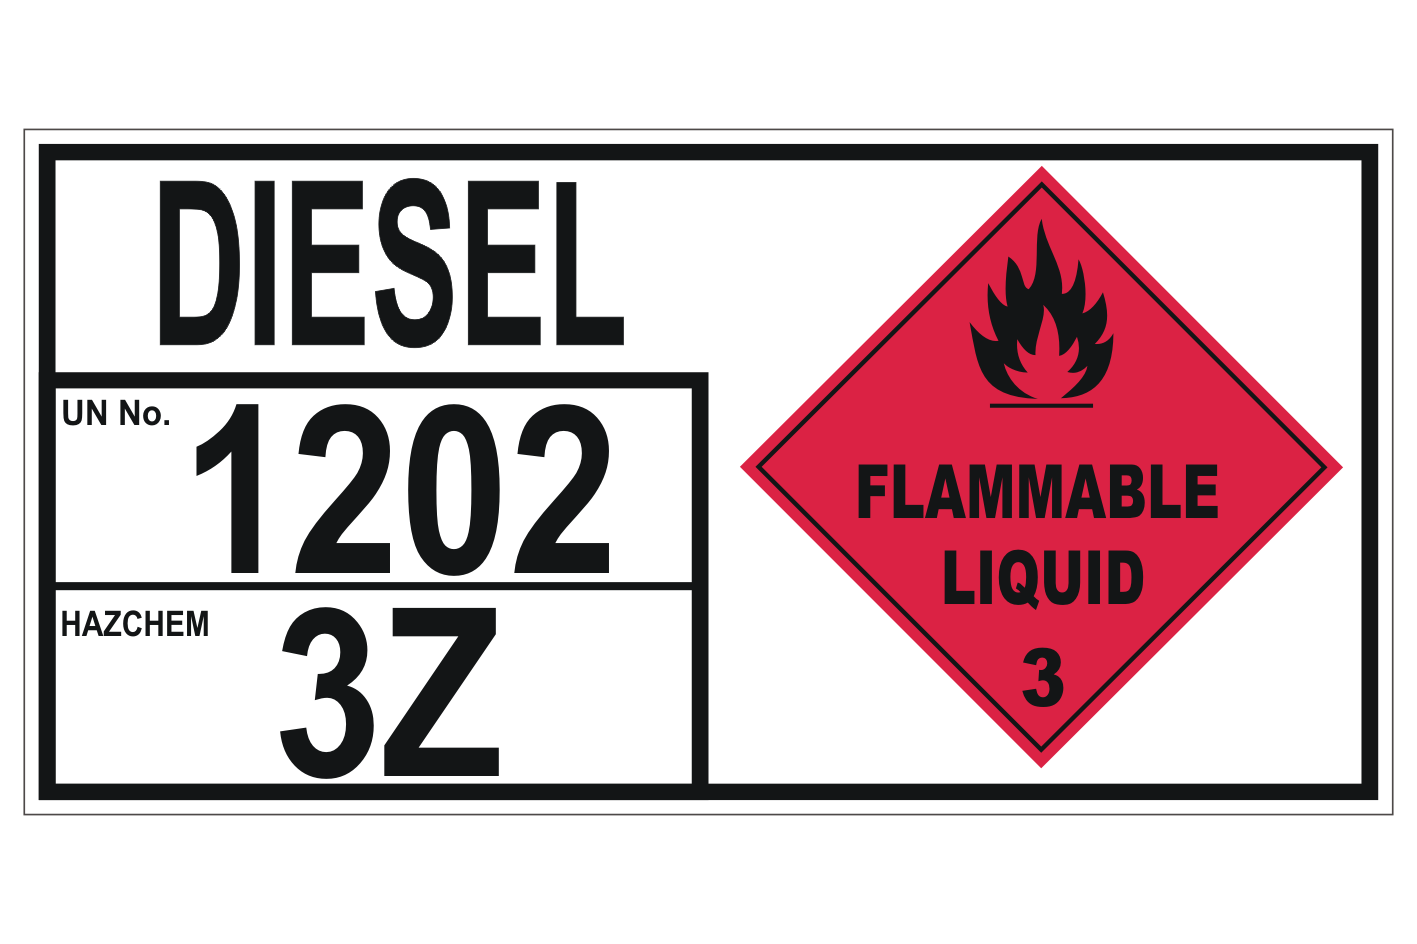 DIESEL
UN No.
1202
HAZCHEM
3Z
FLAMMABLE
LIQUID
3